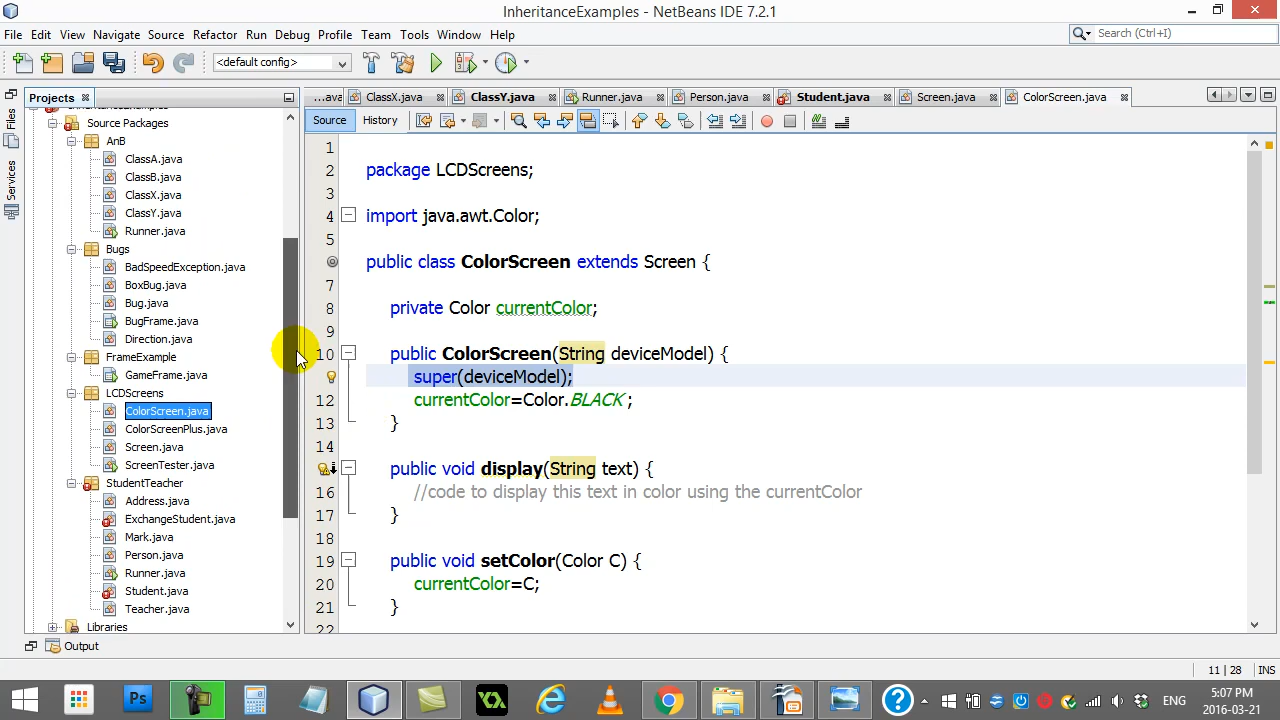 InheritanceExamples - NetBeans IDE 7.2.1
File Edit View Navigate Source Refactor Run Debug Profile Team Tools Window Help
Search (Ctrl+I)
<default config>
Projects
...ava ClassX.java ClassY.java Runner.java Person.java Student.java Screen.java ColorScreen.java
Source History
Files
Services
Source Packages
AnB
ClassA.java
ClassB.java
ClassX.java
ClassY.java
Runner.java
Bugs
BadSpeedException.java
BoxBug.java
Bug.java
BugFrame.java
Direction.java
FrameExample
GameFrame.java
LCDScreens
ColorScreen.java
ColorScreenPlus.java
Screen.java
ScreenTester.java
StudentTeacher
Address.java
ExchangeStudent.java
Mark.java
Person.java
Runner.java
Student.java
Teacher.java
Libraries
1
2 package LCDScreens;
3
4 import java.awt.Color;
5
public class ColorScreen extends Screen {
7
8 private Color currentColor;
9
10 public ColorScreen(String deviceModel) {
super(deviceModel);
12 currentColor=Color.BLACK;
13 }
14
public void display(String text) {
16 //code to display this text in color using the currentColor
17 }
18
19 public void setColor(Color C) {
20 currentColor=C;
21 }
22
Output
11 | 28 INS
Ps
ENG
5:07 PM
2016-03-21